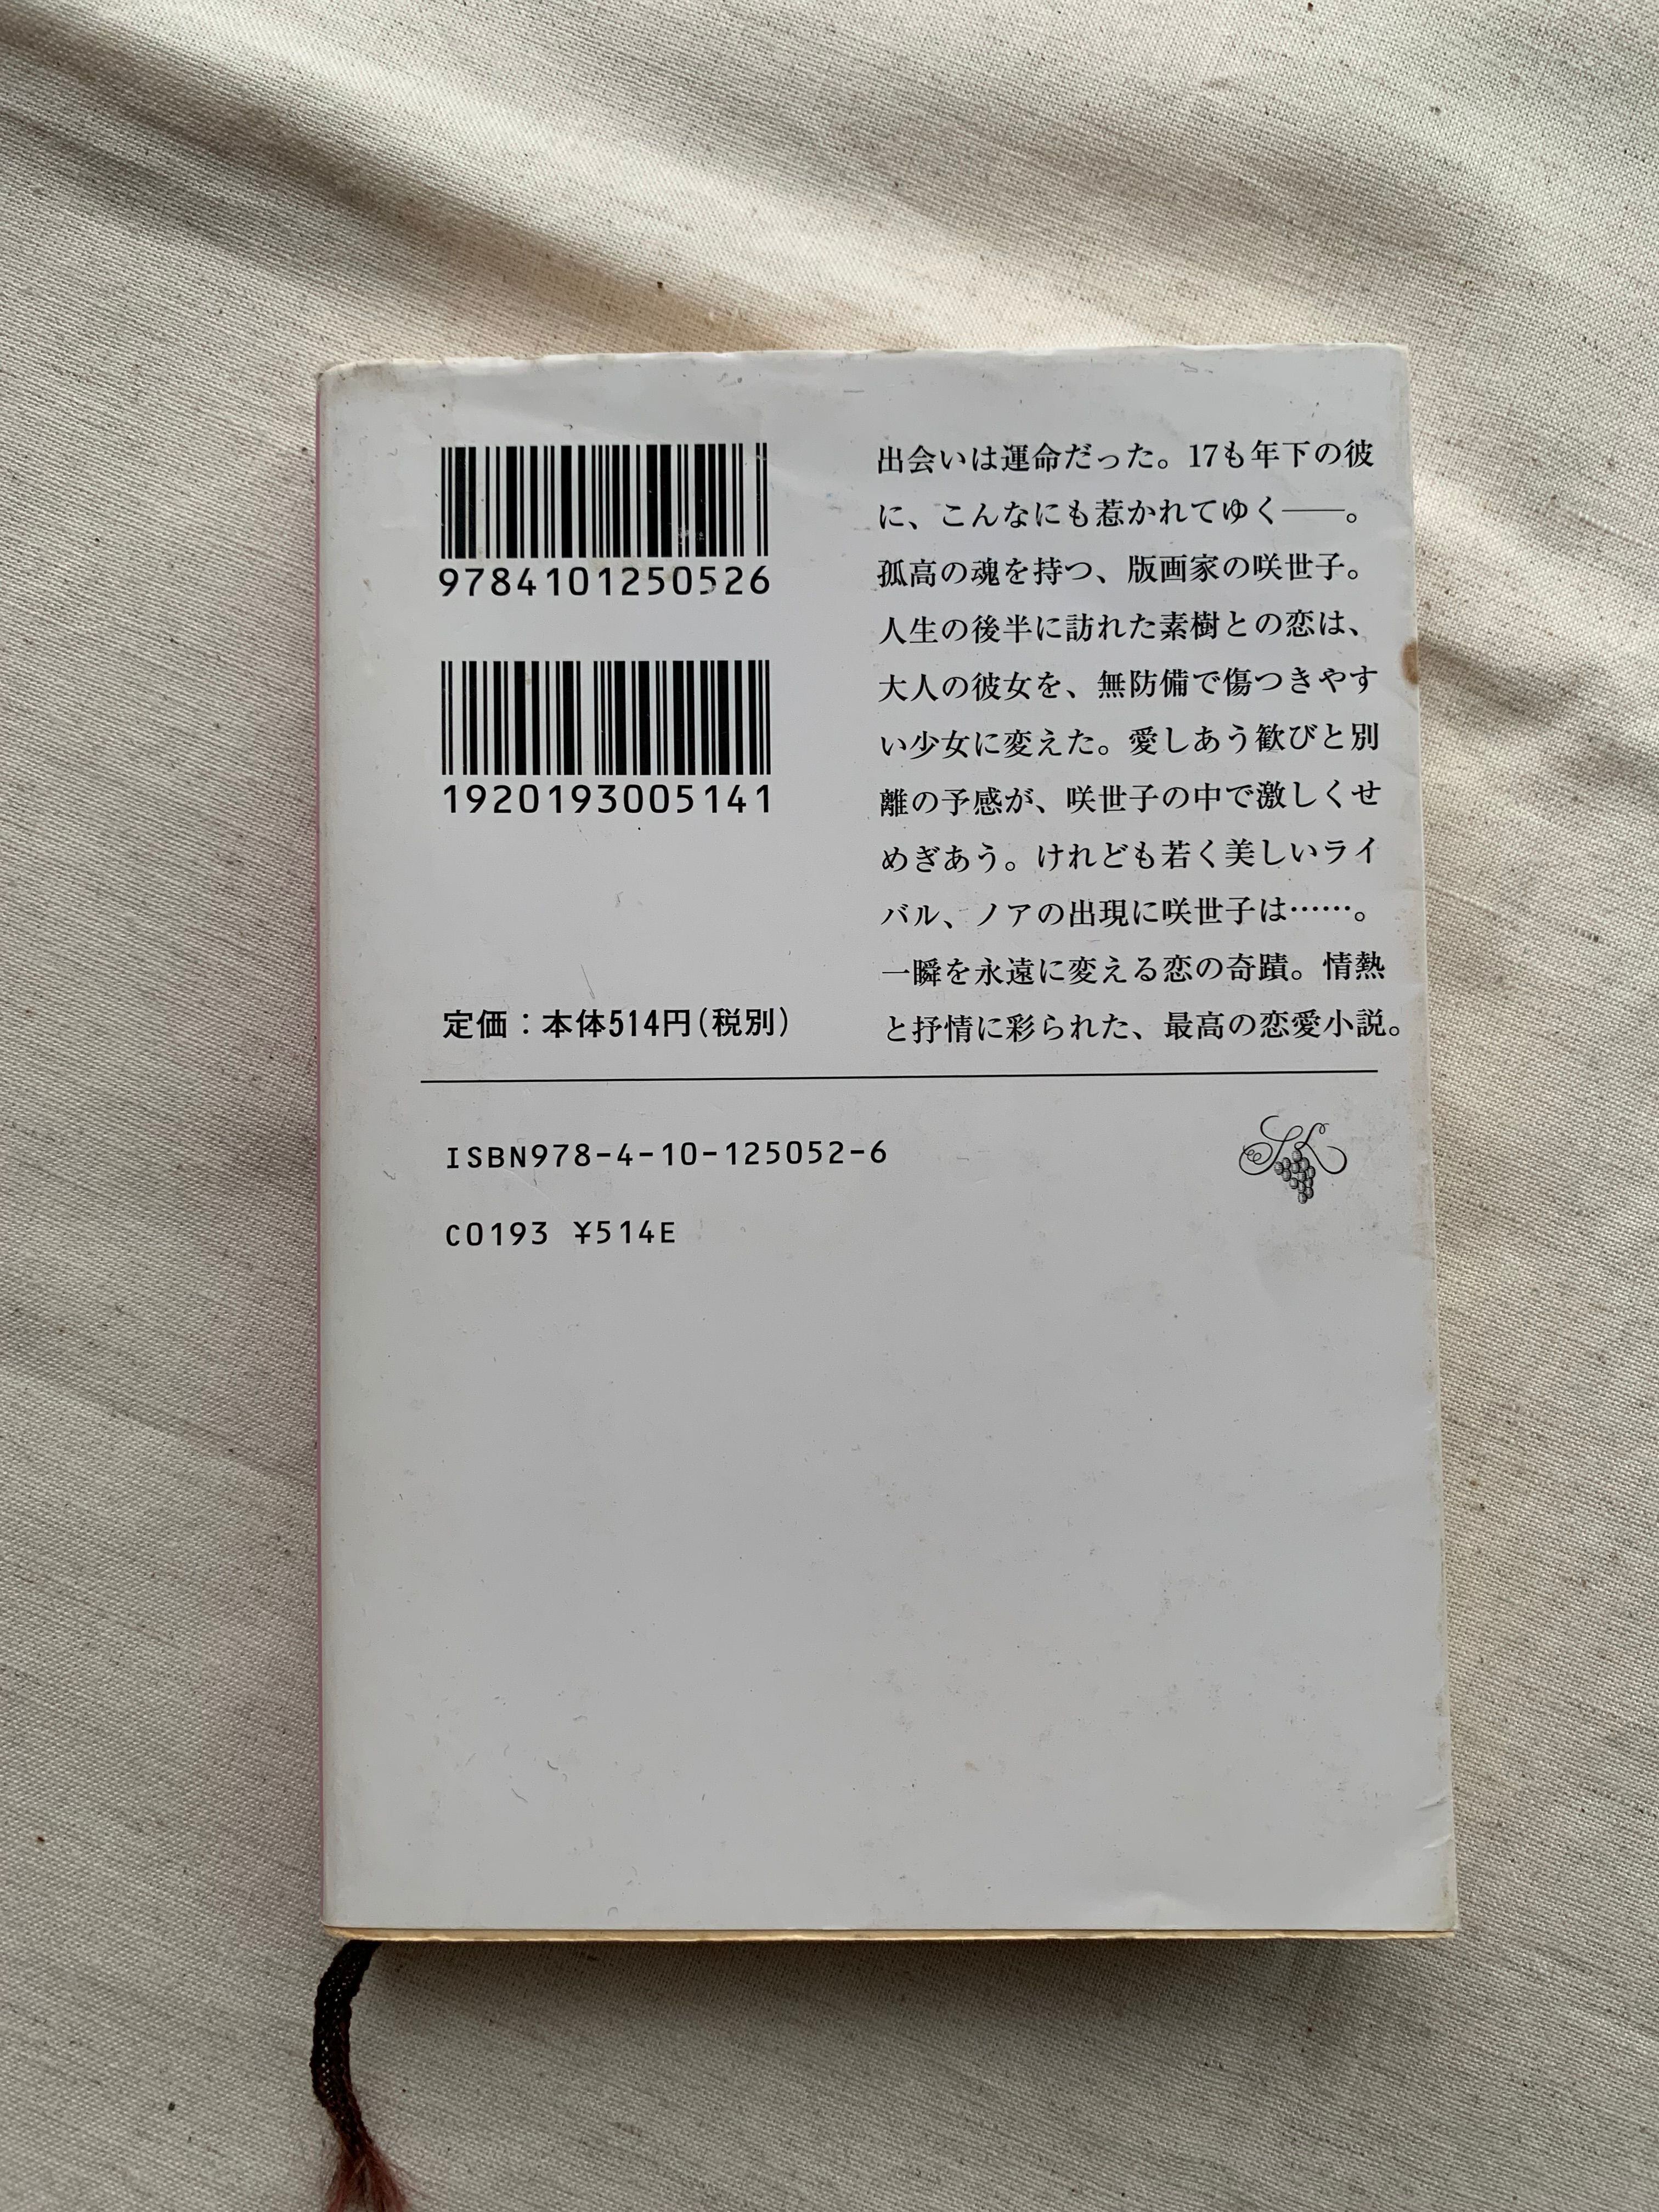 9784101250526
1920193005141
定価：本体514円(税別)
出会いは運命だった。17も年下の彼
に、こんなにも惹かれてゆく――。
孤高の魂を持つ、版画家の咲世子。
人生の後半に訪れた素樹との恋は、
大人の彼女を、無防備で傷つきやす
い少女に変えた。愛しあう歓びと別
離の予感が、咲世子の中で激しくせ
めぎあう。けれども若く美しいライ
バル、ノアの出現に咲世子は……。
一瞬を永遠に変える恋の奇蹟。情熱
と抒情に彩られた、最高の恋愛小説。
ISBN978-4-10-125052-6
C0193 ¥514E